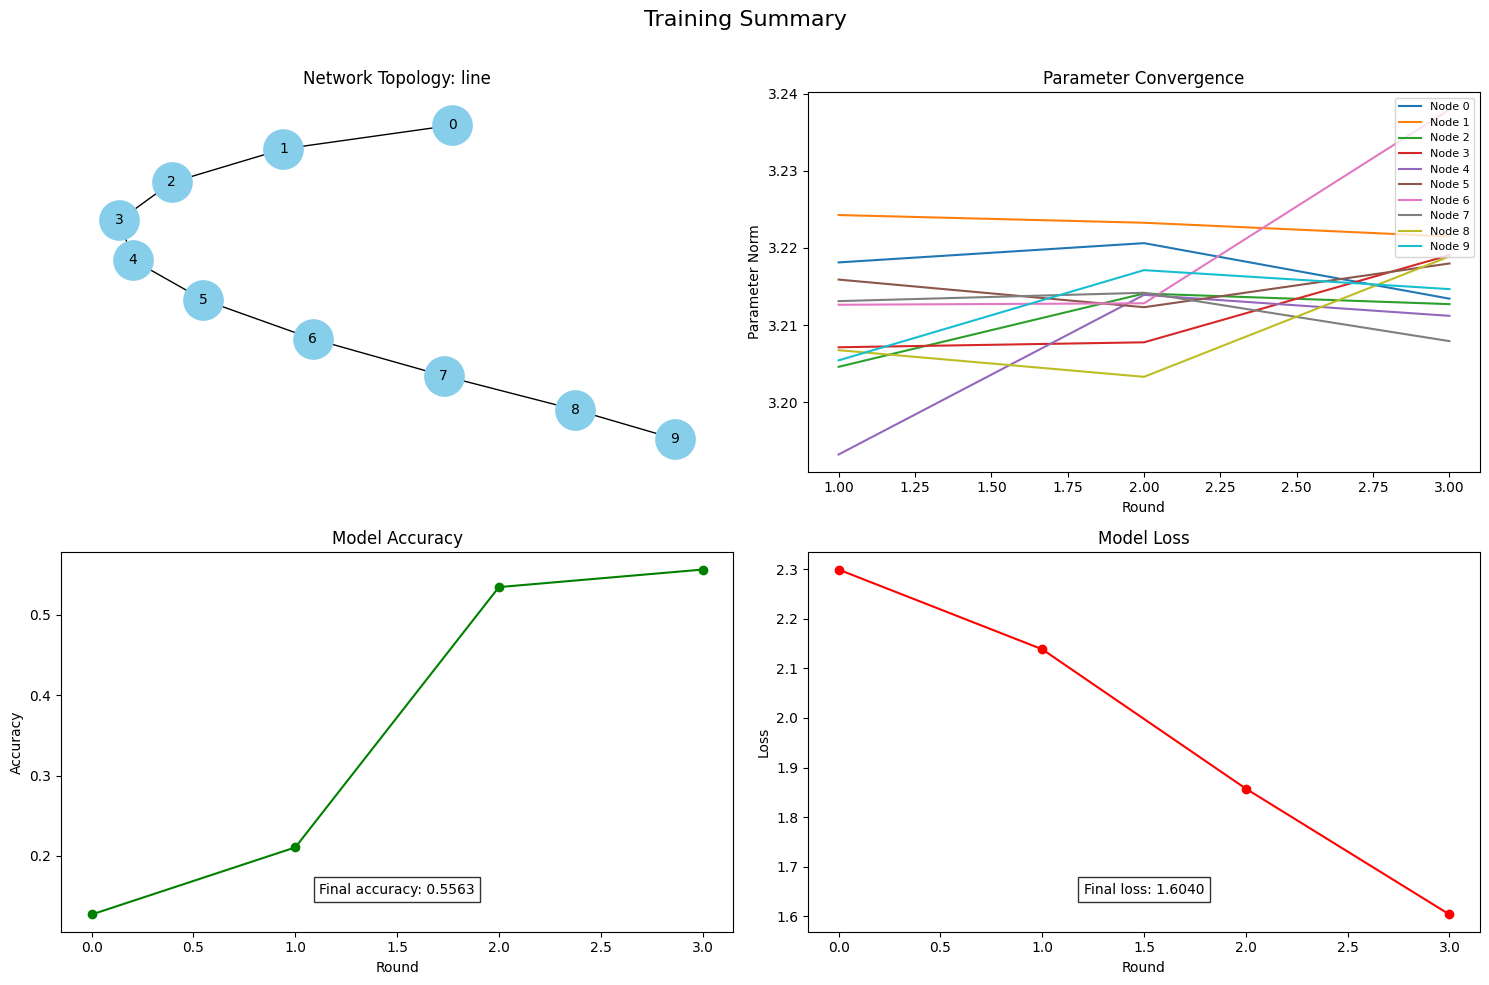 Training Summary
Network Topology: line
0
1
2
3
4
5
6
7
8
9
Parameter Convergence
3.24
3.23
3.22
3.21
3.20
Parameter Norm
Node 0
Node 1
Node 2
Node 3
Node 4
Node 5
Node 6
Node 7
Node 8
Node 9
1.00 1.25 1.50 1.75 2.00 2.25 2.50 2.75 3.00
Round
Model Accuracy
0.5
0.4
0.3
0.2
Accuracy
Final accuracy: 0.5563
0.0 0.5 1.0 1.5 2.0 2.5 3.0
Round
Model Loss
2.3
2.2
2.1
2.0
1.9
1.8
1.7
1.6
Loss
Final loss: 1.6040
0.0 0.5 1.0 1.5 2.0 2.5 3.0
Round